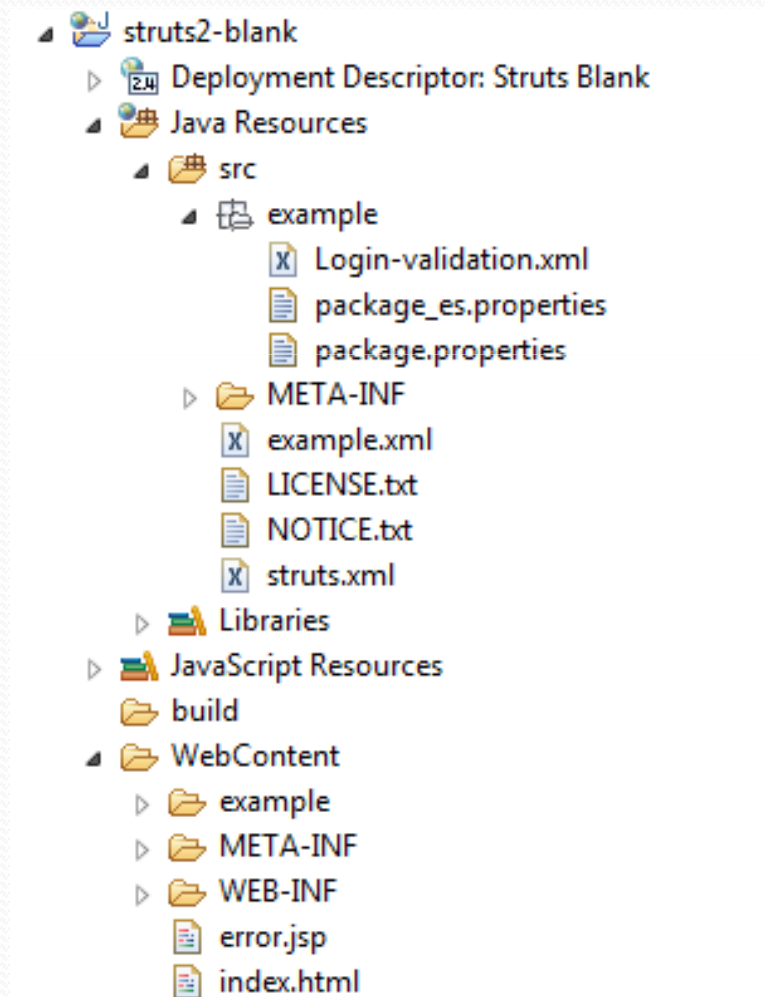 struts2-blank
Deployment Descriptor: Struts Blank
Java Resources
src
example
Login-validation.xml
package_es.properties
package.properties
META-INF
example.xml
LICENSE.txt
NOTICE.txt
struts.xml
Libraries
JavaScript Resources
build
WebContent
example
META-INF
WEB-INF
error.jsp
index.html